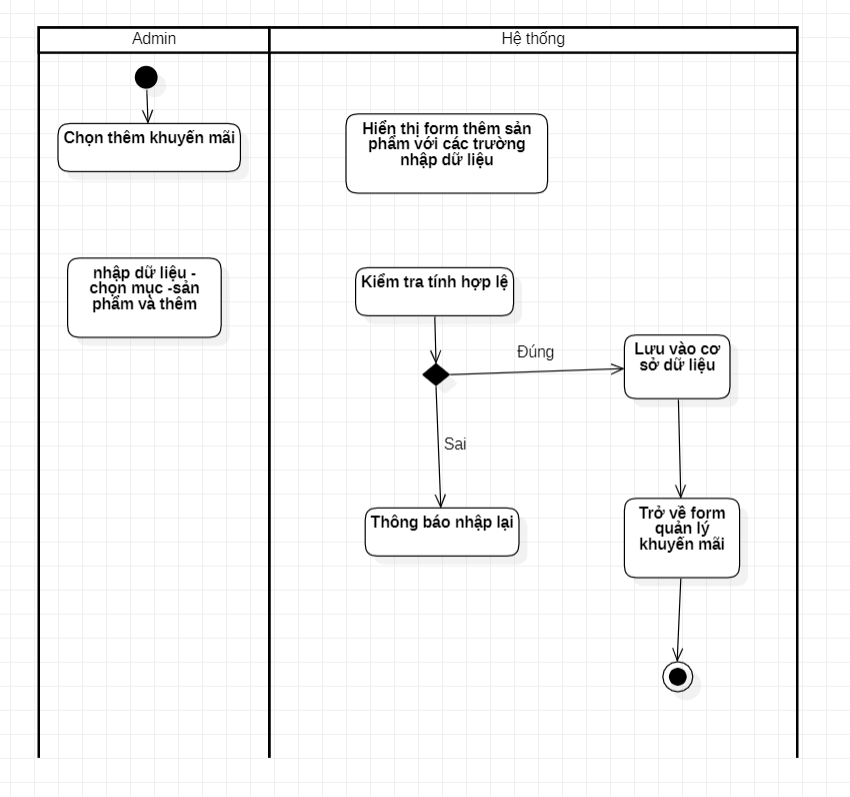 Admin
Hệ thống
Chọn thêm khuyến mãi
Hiển thị form thêm sản
phẩm với các trường
nhập dữ liệu
nhập dữ liệu -
chọn mục -sản
phẩm và thêm
Kiểm tra tính hợp lệ
Đúng
Lưu vào cơ
sở dữ liệu
Sai
Thông báo nhập lại
Trở về form
quản lý
khuyến mãi